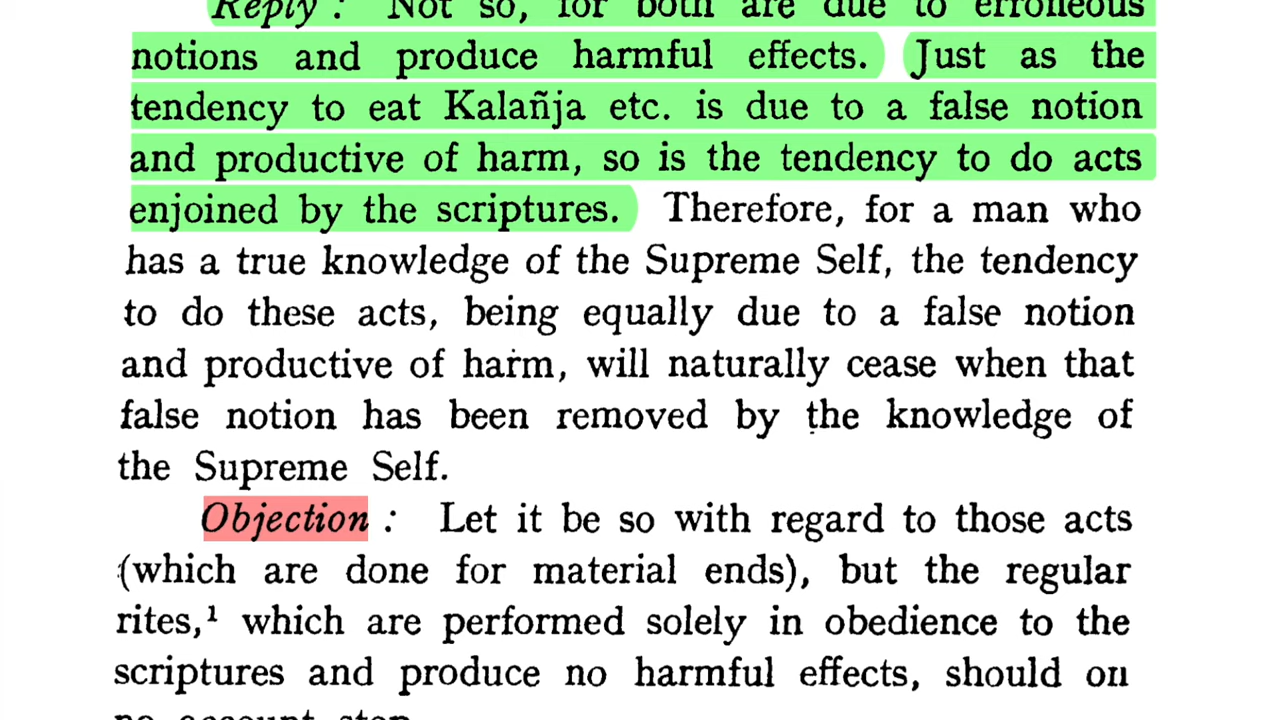 Reply : Not so, for both are due to erroneous
notions and produce harmful effects. Just as the
tendency to eat Kalañja etc. is due to a false notion
and productive of harm, so is the tendency to do acts
enjoined by the scriptures. Therefore, for a man who
has a true knowledge of the Supreme Self, the tendency
to do these acts, being equally due to a false notion
and productive of harm, will naturally cease when that
false notion has been removed by the knowledge of
the Supreme Self.
Objection : Let it be so with regard to those acts
(which are done for material ends), but the regular
rites,¹ which are performed solely in obedience to the
scriptures and produce no harmful effects, should on
no account stop.